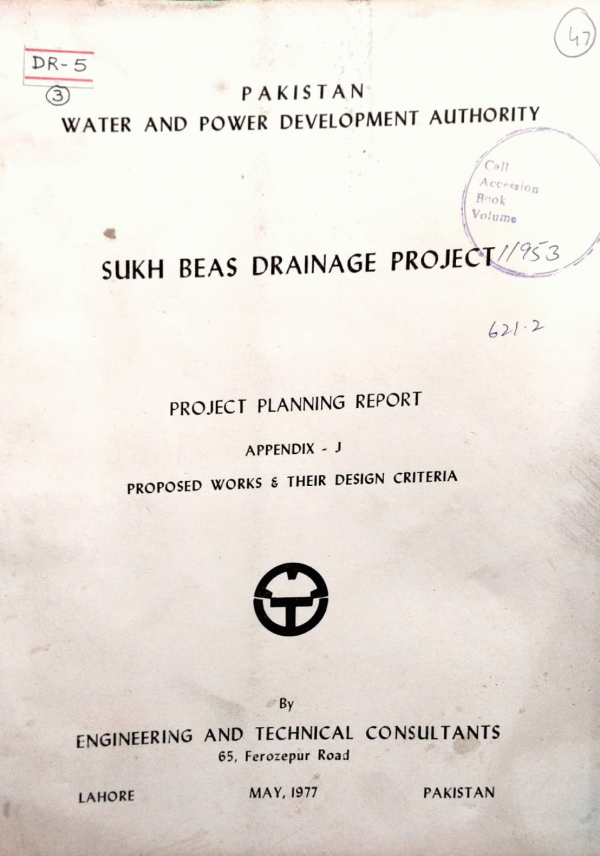 47
DR-5
3
PAKISTAN
WATER AND POWER DEVELOPMENT AUTHORITY
Call
Accession
Book
Volume
11953
SUKH BEAS DRAINAGE PROJECT
621.2
PROJECT PLANNING REPORT
APPENDIX - J
PROPOSED WORKS & THEIR DESIGN CRITERIA
By
ENGINEERING AND TECHNICAL CONSULTANTS
65, Ferozepur Road
LAHORE MAY, 1977 PAKISTAN